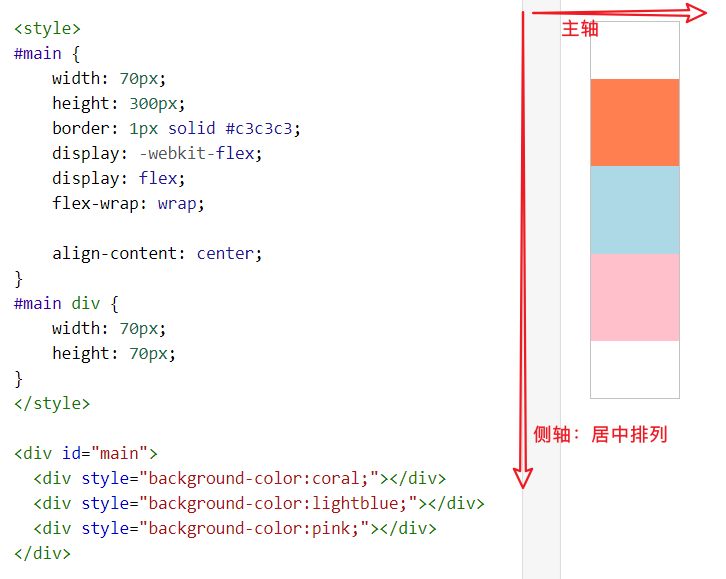 <style>
#main {
    width: 70px;
    height: 300px;
    border: 1px solid #c3c3c3;
    display: -webkit-flex;
    display: flex;
    flex-wrap: wrap;

    align-content: center;
}
#main div {
    width: 70px;
    height: 70px;
}
</style>

<div id="main">
  <div style="background-color:coral;"></div>
  <div style="background-color:lightblue;"></div>
  <div style="background-color:pink;"></div>
</div>
主轴
侧轴：居中排列